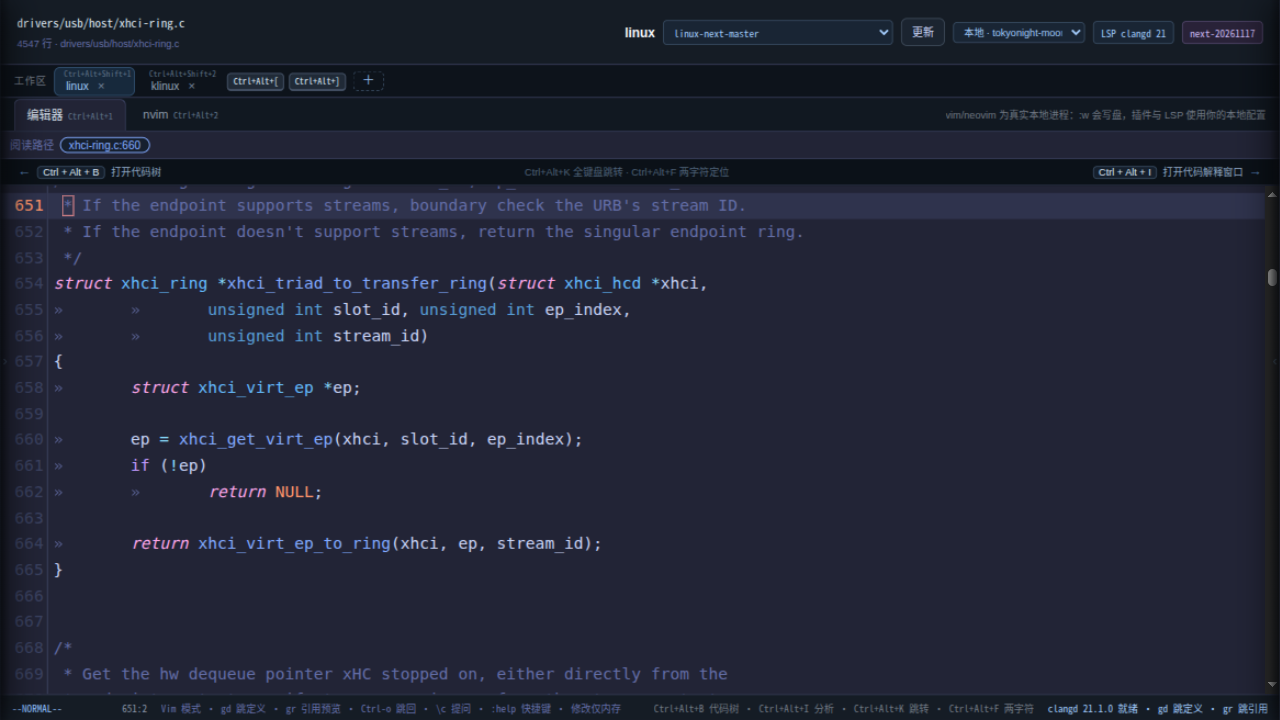 drivers/usb/host/xhci-ring.c
4547 行 · drivers/usb/host/xhci-ring.c
linux linux-next-master 更新 本地 · tokyonight-moon LSP clangd 21 next-20261117
工作区 Ctrl+Alt+Shift+1 linux × Ctrl+Alt+Shift+2 klinux × Ctrl+Alt+[ Ctrl+Alt+] +
编辑器 Ctrl+Alt+1 nvim Ctrl+Alt+2 vim/neovim 为真实本地进程；:w 会写盘，插件与 LSP 使用你的本地配置
阅读路径 xhci-ring.c:660
← Ctrl + Alt + B 打开代码树 Ctrl+Alt+K 全键盘跳转 · Ctrl+Alt+F 两字符定位 Ctrl + Alt + I 打开代码解释窗口 →
651 * If the endpoint supports streams, boundary check the URB's stream ID.
652 * If the endpoint doesn't support streams, return the singular endpoint ring.
653 */
654 struct xhci_ring *xhci_triad_to_transfer_ring(struct xhci_hcd *xhci,
655 » » unsigned int slot_id, unsigned int ep_index,
656 » » unsigned int stream_id)
657 {
658 » struct xhci_virt_ep *ep;
659
660 » ep = xhci_get_virt_ep(xhci, slot_id, ep_index);
661 » if (!ep)
662 » » return NULL;
663
664 » return xhci_virt_ep_to_ring(xhci, ep, stream_id);
665 }
666
667
668 /*
669 * Get the hw dequeue pointer xHC stopped on, either directly from the
--NORMAL-- 651:2 Vim 模式 · gd 跳定义 · gr 引用预览 · Ctrl-o 跳回 · \c 提问 · :help 快捷键 · 修改仅内存 Ctrl+Alt+B 代码树 · Ctrl+Alt+I 分析 · Ctrl+Alt+K 跳转 · Ctrl+Alt+F 两字符 clangd 21.1.0 就绪 · gd 跳定义 · gr 跳引用